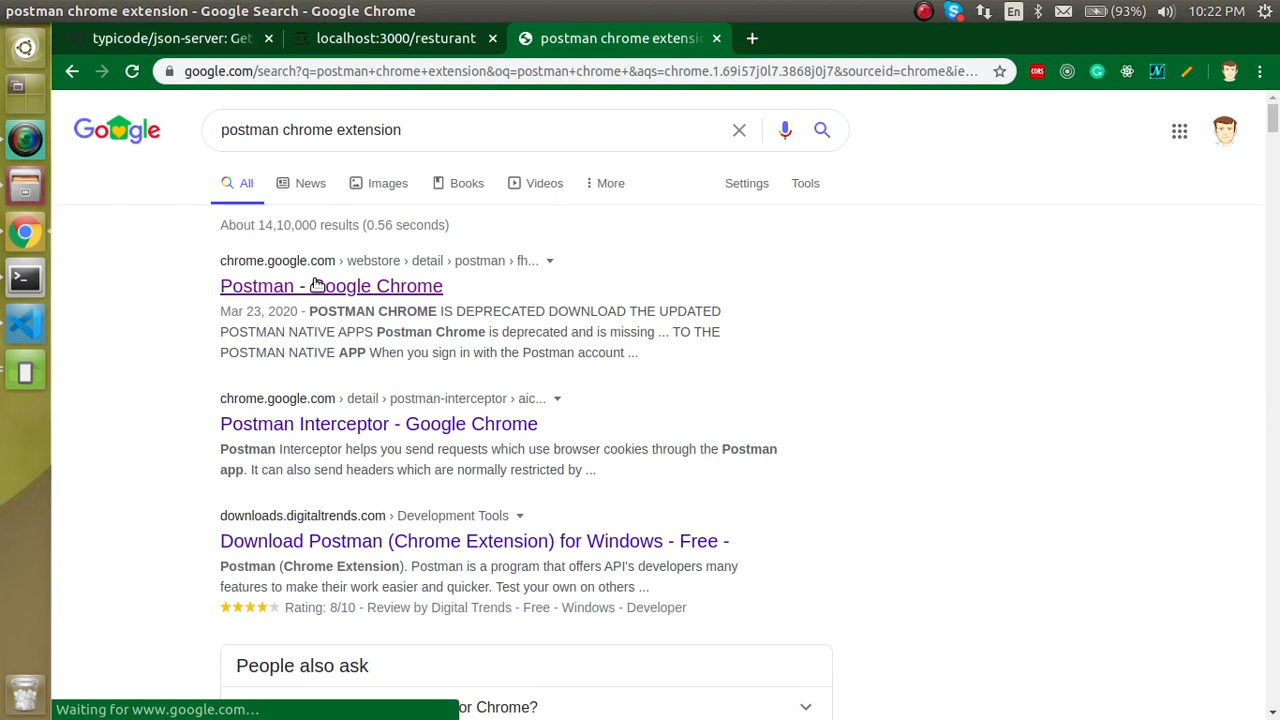 postman chrome extension - Google Search - Google Chrome
En
(93%)
10:22 PM
typicode/json-server: Get
localhost:3000/resturant
postman chrome extensi
google.com/search?q=postman+chrome+extension&oq=postman+chrome+&aqs=chrome.1.69i57j0l7.3868j0j7&sourceid=chrome&ie...
CORS
Google
postman chrome extension
All
News
Images
Books
Videos
More
Settings
Tools
About 14,10,000 results (0.56 seconds)
chrome.google.com › webstore › detail › postman › fh...
Postman - Google Chrome
Mar 23, 2020 - POSTMAN CHROME IS DEPRECATED DOWNLOAD THE UPDATED
POSTMAN NATIVE APPS Postman Chrome is deprecated and is missing ... TO THE
POSTMAN NATIVE APP When you sign in with the Postman account ...
chrome.google.com › detail › postman-interceptor › aic...
Postman Interceptor - Google Chrome
Postman Interceptor helps you send requests which use browser cookies through the Postman
app. It can also send headers which are normally restricted by ...
downloads.digitaltrends.com › Development Tools
Download Postman (Chrome Extension) for Windows - Free -
Postman (Chrome Extension). Postman is a program that offers API's developers many
features to make their work easier and quicker. Test your own on others ...
Rating: 8/10 - Review by Digital Trends - Free - Windows - Developer
People also ask
or Chrome?
Waiting for www.google.com...